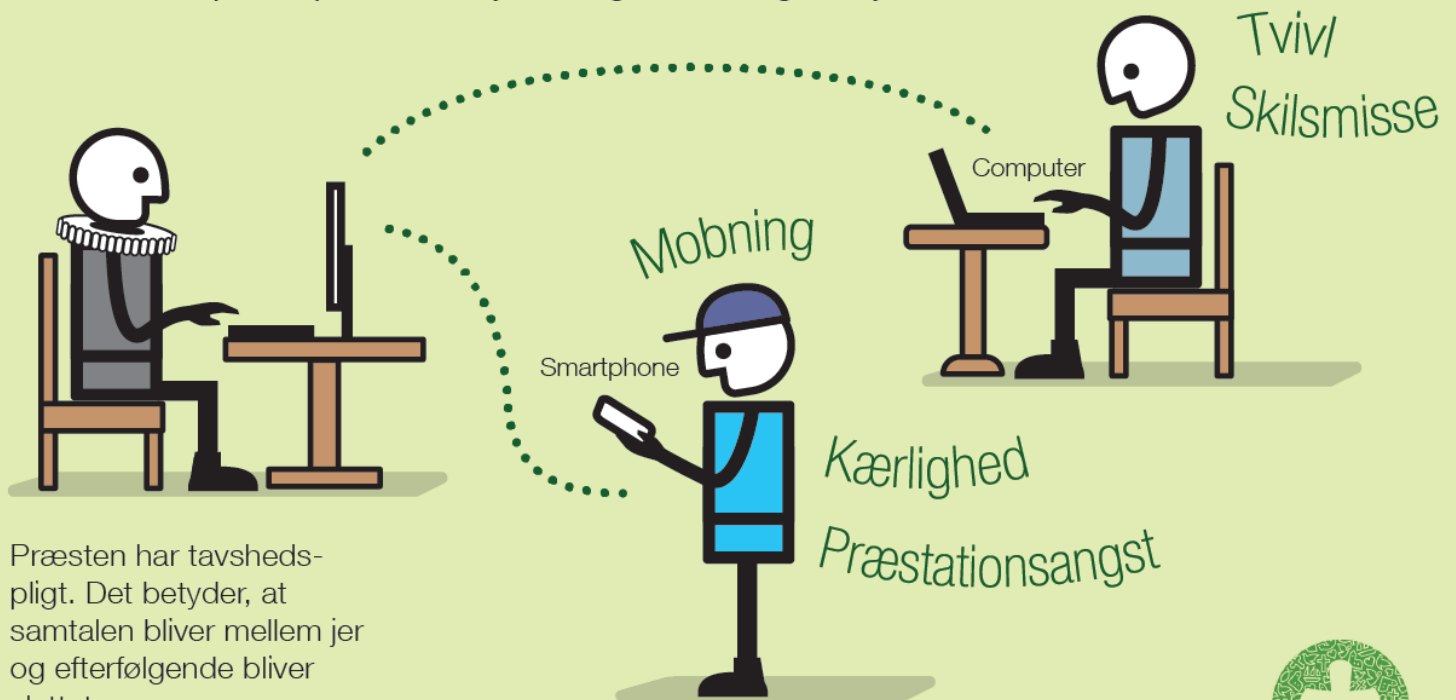 Tvivl
Skilsmisse
Computer
Mobning
Smartphone
Kærlighed
Præstationsangst
Præsten har tavsheds-
pligt. Det betyder, at
samtalen bliver mellem jer
og efterfølgende bliver